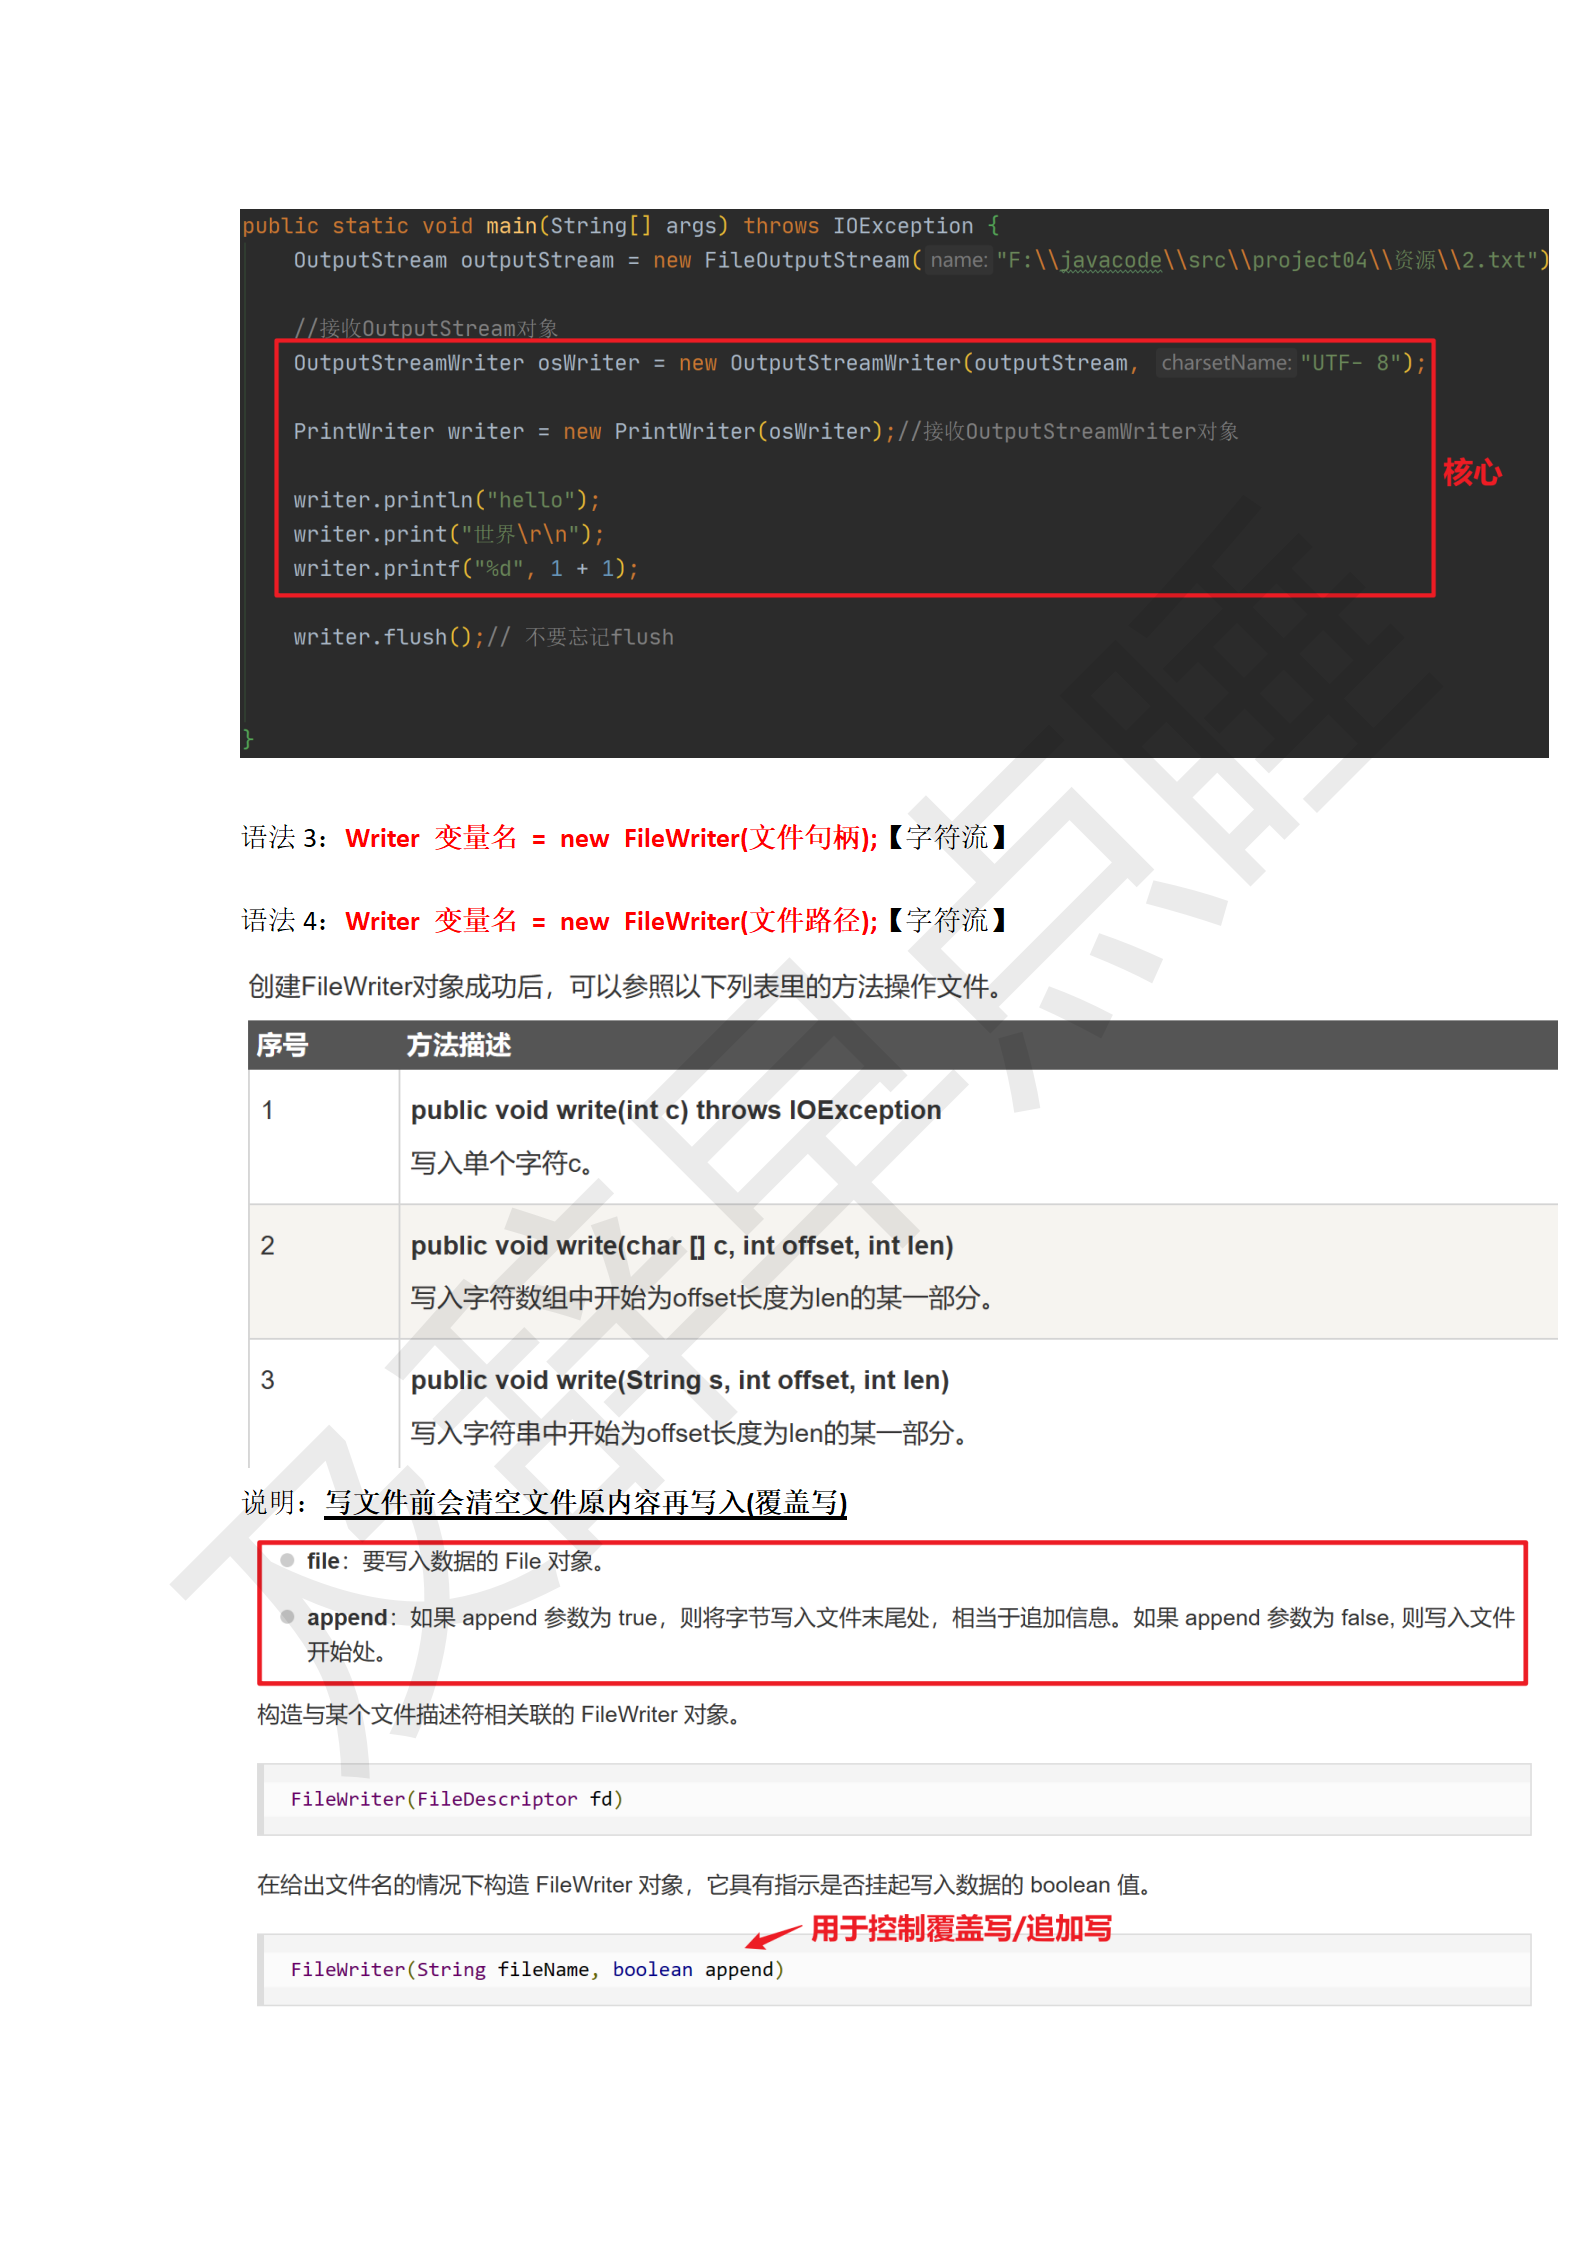 public static void main(String[] args) throws IOException {
OutputStream outputStream = new FileOutputStream( name: "F:\\javacode\\src\\project04\\资源\\2.txt")
//接收OutputStream对象
OutputStreamWriter osWriter = new OutputStreamWriter(outputStream, charsetName: "UTF- 8");
PrintWriter writer = new PrintWriter(osWriter);//接收OutputStreamWriter对象
核心
writer.println("hello");
writer.print("世界\r\n");
writer.printf("%d", 1 + 1);
writer.flush();// 不要忘记flush
}
语法 3：Writer 变量名 = new FileWriter(文件句柄);【字符流】
语法 4：Writer 变量名 = new FileWriter(文件路径);【字符流】
创建FileWriter对象成功后，可以参照以下列表里的方法操作文件。
序号 方法描述
1 public void write(int c) throws IOException
写入单个字符c。
2 public void write(char [] c, int offset, int len)
写入字符数组中开始为offset长度为len的某一部分。
3 public void write(String s, int offset, int len)
写入字符串中开始为offset长度为len的某一部分。
说明：写文件前会清空文件原内容再写入(覆盖写)
file：要写入数据的 File 对象。
append：如果 append 参数为 true，则将字节写入文件末尾处，相当于追加信息。如果 append 参数为 false, 则写入文件
开始处。
构造与某个文件描述符相关联的 FileWriter 对象。
FileWriter(FileDescriptor fd)
在给出文件名的情况下构造 FileWriter 对象，它具有指示是否挂起写入数据的 boolean 值。
用于控制覆盖写/追加写
FileWriter(String fileName, boolean append)
及辞早点睡